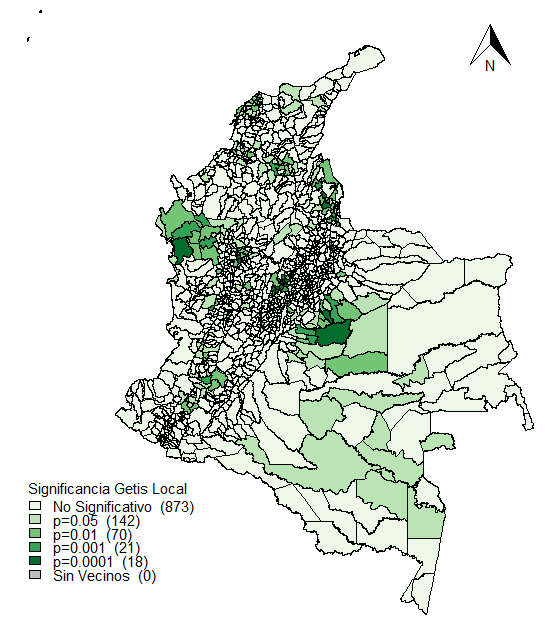 N
Significancia Getis Local
No Significativo (873)
p=0.05 (142)
p=0.01 (70)
p=0.001 (21)
p=0.0001 (18)
Sin Vecinos (0)